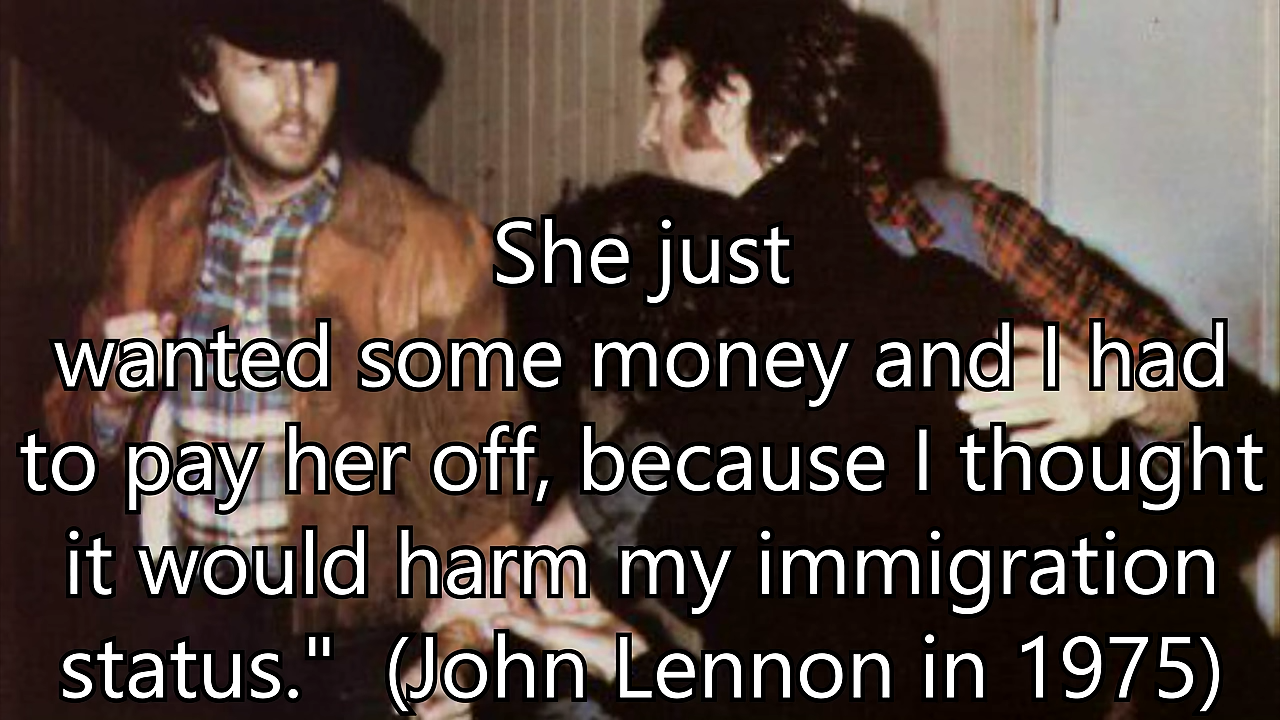 She just
wanted some money and I had
to pay her off, because I thought
it would harm my immigration
status."  (John Lennon in 1975)